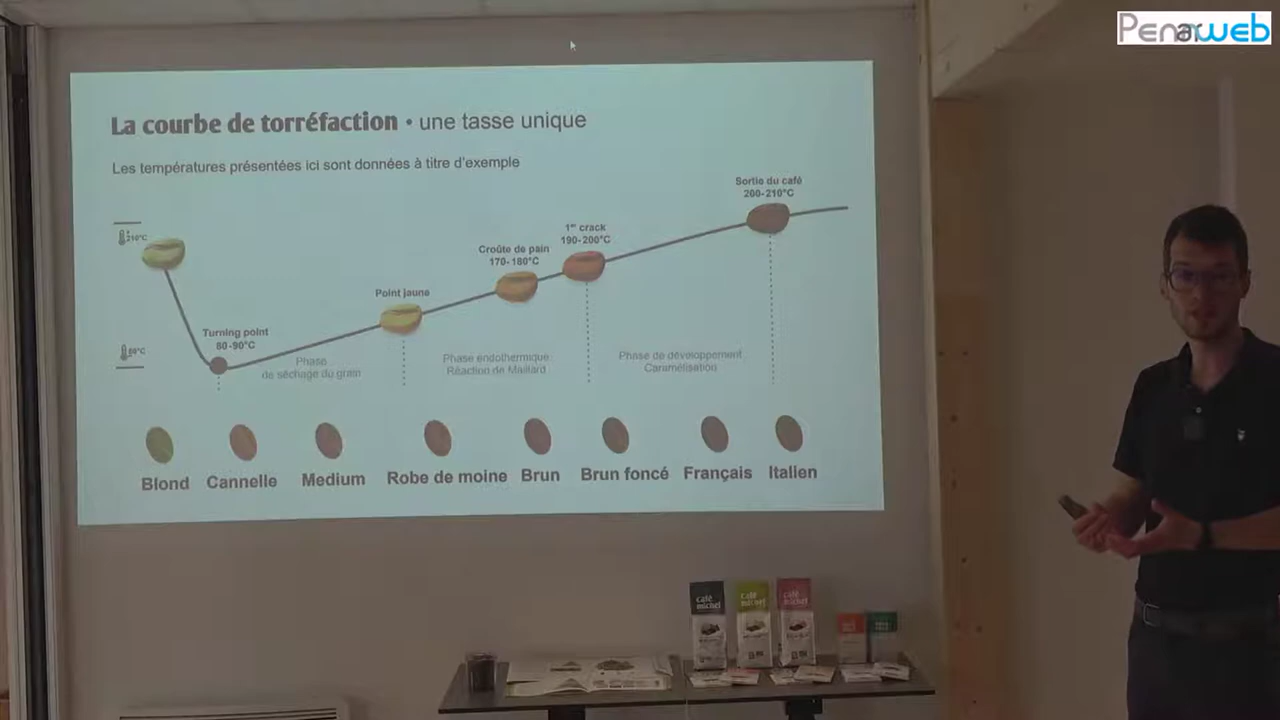 La courbe de torréfaction • une tasse unique
Les températures présentées ici sont données à titre d'exemple
Sortie du café
200-210°C
1er crack
190-200°C
Croûte de pain
170-180°C
210°C
Point jaune
Turning point
80-90°C
Phase
de séchage du grain
Phase endothermique
Réaction de Maillard
Phase de développement
Caramélisation
Blond
Cannelle
Medium
Robe de moine
Brun
Brun foncé
Français
Italien
café
michel
café
michel
café
michel